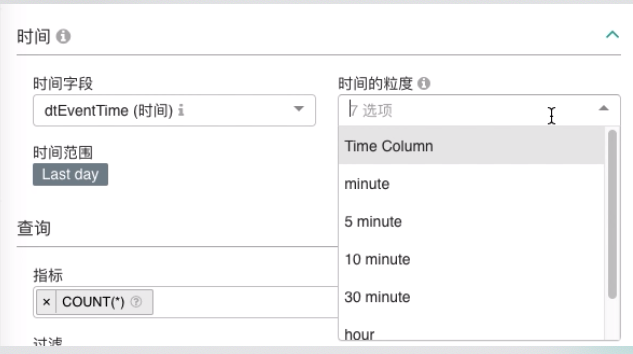 时间
时间字段
时间的粒度
dtEventTime (时间)
7 选项
Time Column
时间范围
Last day
minute
5 minute
查询
10 minute
指标
× COUNT(*)
30 minute
hour
过滤